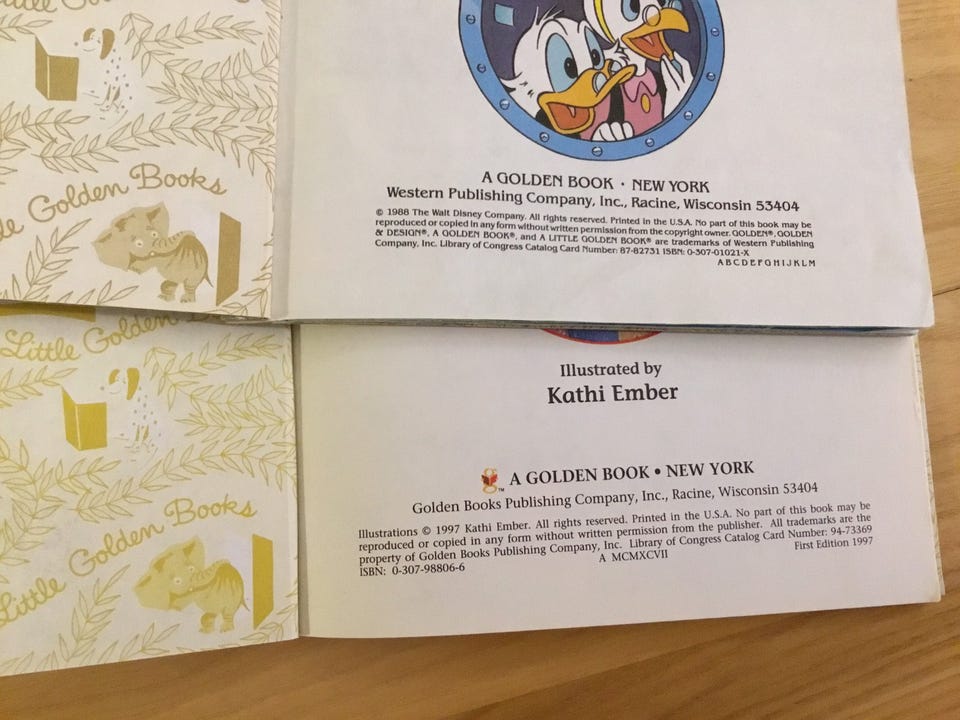 Golden Books
A GOLDEN BOOK · NEW YORK
Western Publishing Company, Inc., Racine, Wisconsin 53404
© 1988 The Walt Disney Company. All rights reserved. Printed in the U.S.A. No part of this book may be
reproduced or copied in any form without written permission from the copyright owner. GOLDEN®, GOLDEN
& DESIGN®, A GOLDEN BOOK®, and A LITTLE GOLDEN BOOK® are trademarks of Western Publishing
Company, Inc. Library of Congress Catalog Card Number: 87-82731 ISBN: 0-307-01021-X
A B C D E F G H I J K L M
Little Golden
Little Golden Books
Illustrated by
Kathi Ember
A GOLDEN BOOK • NEW YORK
Golden Books Publishing Company, Inc., Racine, Wisconsin 53404
Illustrations © 1997 Kathi Ember. All rights reserved. Printed in the U.S.A. No part of this book may be
reproduced or copied in any form without written permission from the publisher. All trademarks are the
property of Golden Books Publishing Company, Inc. Library of Congress Catalog Card Number: 94-73369
ISBN: 0-307-98806-6 A MCMXCVII First Edition 1997